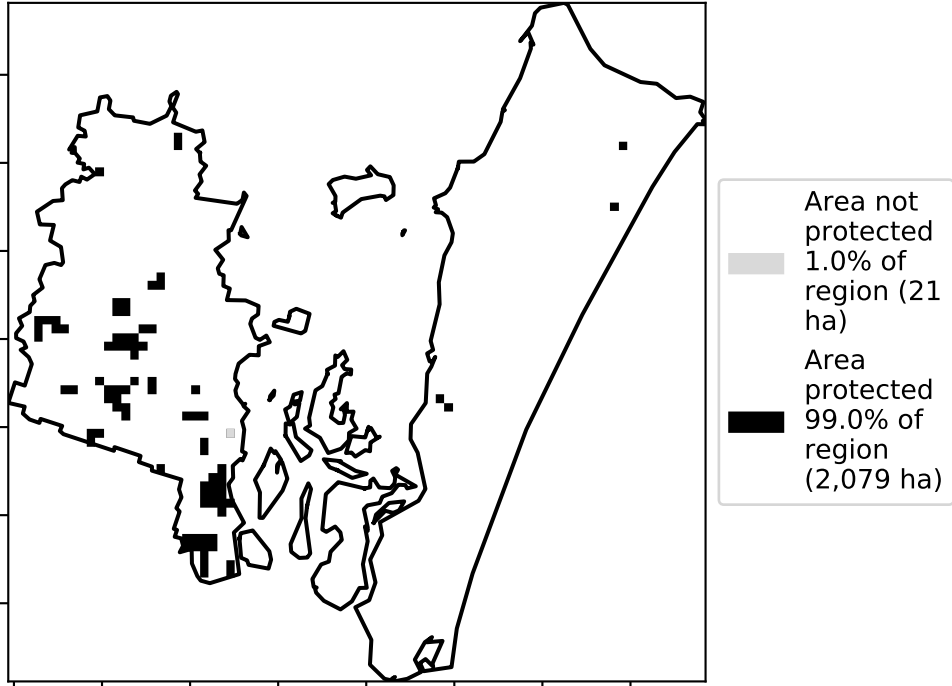 Area not
protected
1.0% of
region (21
ha)
Area
protected
99.0% of
region
(2,079 ha)